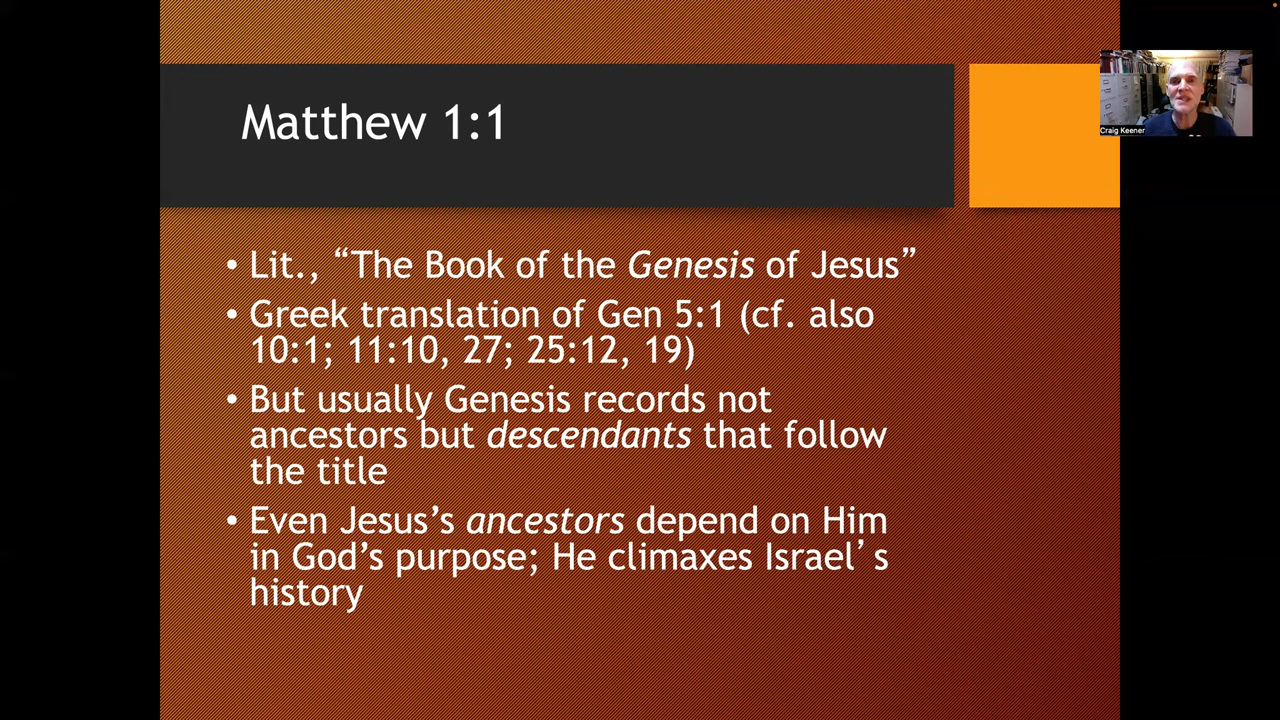 Matthew 1:1
• Lit., “The Book of the Genesis of Jesus”
• Greek translation of Gen 5:1 (cf. also
10:1; 11:10, 27; 25:12, 19)
• But usually Genesis records not
ancestors but descendants that follow
the title
• Even Jesus’s ancestors depend on Him
in God’s purpose; He climaxes Israel’s
history
Craig Keener